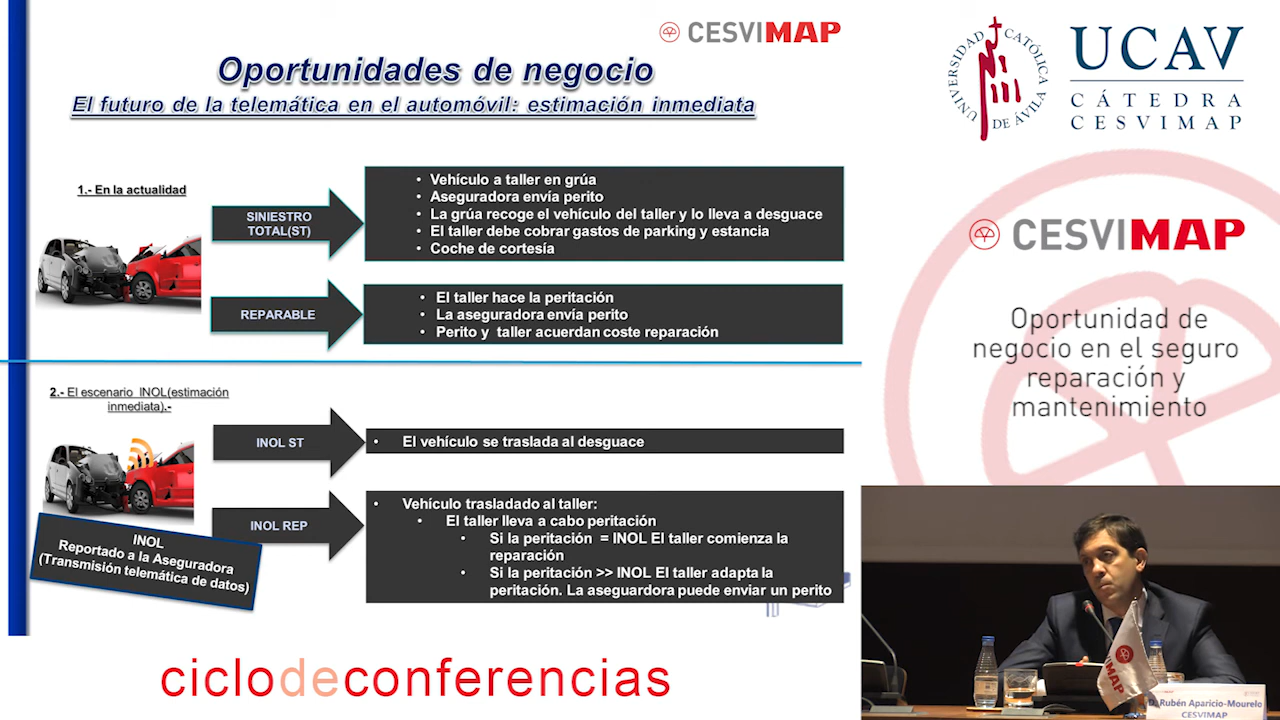 CESVIMAP
Oportunidades de negocio
El futuro de la telemática en el automóvil: estimación inmediata
1.- En la actualidad
SINIESTRO
TOTAL(ST)
• Vehículo a taller en grúa
• Aseguradora envía perito
• La grúa recoge el vehículo del taller y lo lleva a desguace
• El taller debe cobrar gastos de parking y estancia
• Coche de cortesía
REPARABLE
• El taller hace la peritación
• La aseguradora envía perito
• Perito y taller acuerdan coste reparación
2.- El escenario INOL(estimación
inmediata).-
INOL ST
• El vehículo se traslada al desguace
INOL REP
• Vehículo trasladado al taller:
• El taller lleva a cabo peritación
• Si la peritación = INOL El taller comienza la
reparación
• Si la peritación >> INOL El taller adapta la
peritación. La aseguardora puede enviar un perito
INOL
Reportado a la Aseguradora
(Transmisión telemática de datos)
ciclodeconferencias
UNIVERSIDAD CATÓLICA
DE ÁVILA
UCAV
CÁTEDRA
CESVIMAP
CESVIMAP
Oportunidad de
negocio en el seguro
reparación y
mantenimiento
VIMAP
D. Rubén Aparicio-Mourelo
CESVIMAP